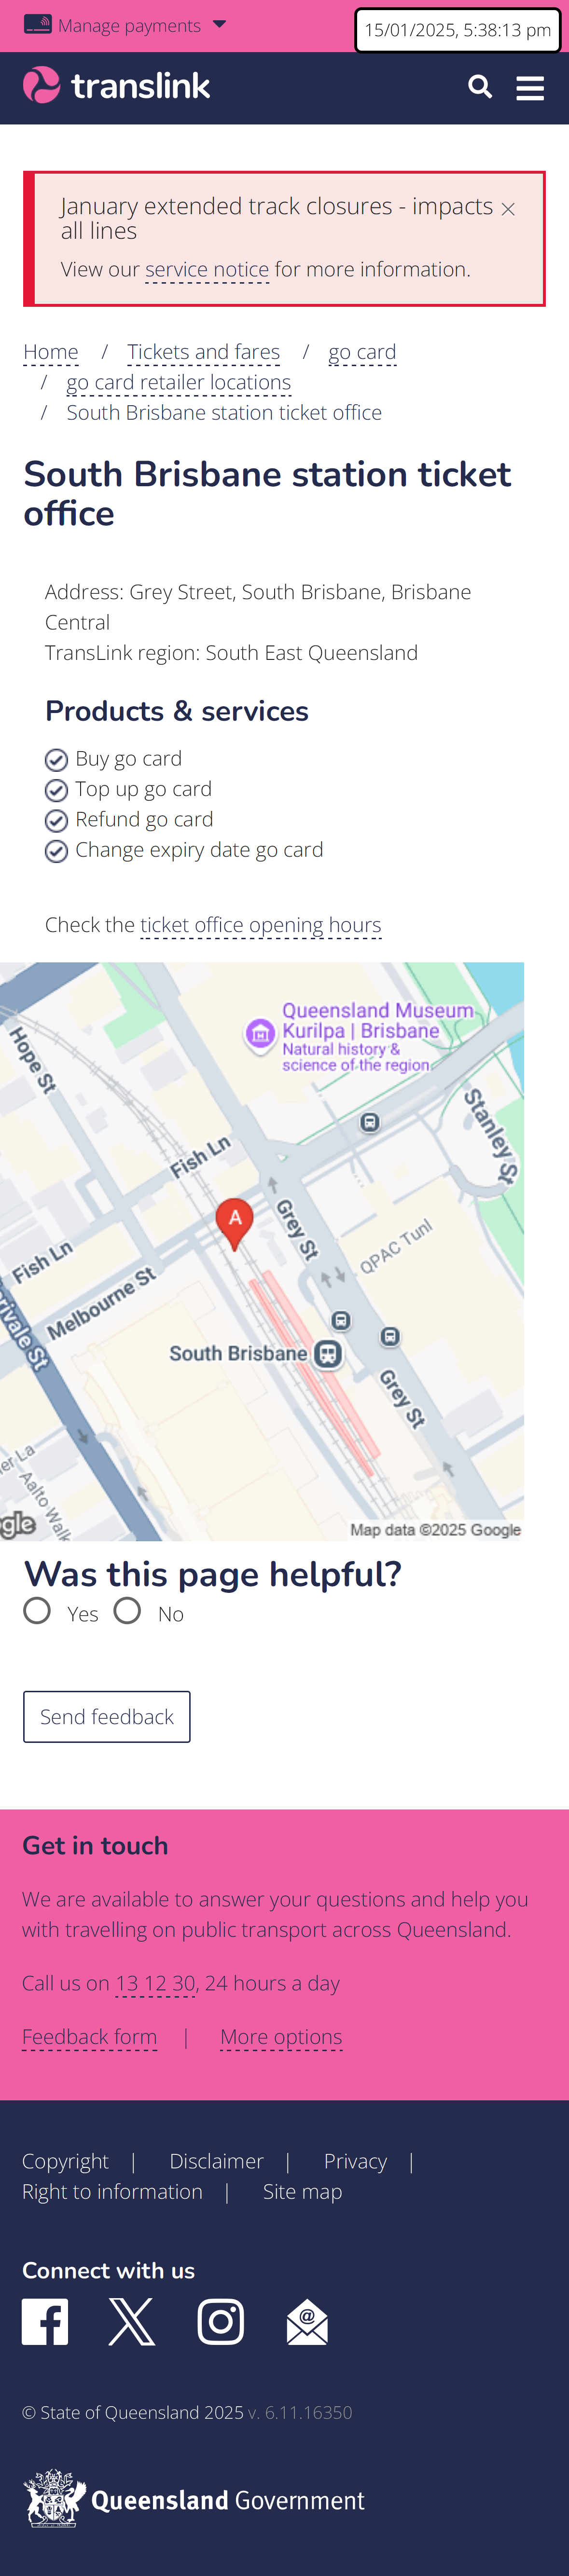 Manage payments
15/01/2025, 5:38:13 pm
translink
January extended track closures - impacts
all lines
View our service notice for more information.
Home / Tickets and fares / go card
/ go card retailer locations
/ South Brisbane station ticket office
South Brisbane station ticket
office
Address: Grey Street, South Brisbane, Brisbane
Central
TransLink region: South East Queensland
Products & services
Buy go card
Top up go card
Refund go card
Change expiry date go card
Check the ticket office opening hours
Queensland Museum
Kurilpa | Brisbane
Natural history &
science of the region
Hope St
Stanley St
Fish Ln
A
Grey St
QPAC Tunl
Fish Ln
Melbourne St
errivale St
South Brisbane
Grey St
er La
Aalto Walk
gle
Map data ©2025 Google
Was this page helpful?
Yes No
Send feedback
Get in touch
We are available to answer your questions and help you
with travelling on public transport across Queensland.
Call us on 13 12 30, 24 hours a day
Feedback form | More options
Copyright | Disclaimer | Privacy |
Right to information | Site map
Connect with us
© State of Queensland 2025 v. 6.11.16350
Queensland Government